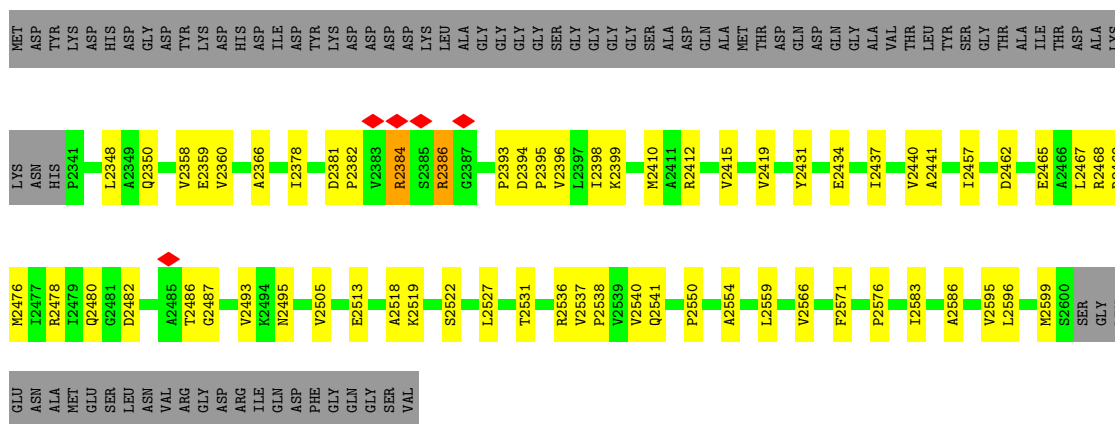 MET ASP TYR LYS ASP HIS ASP GLY ASP TYR LYS ASP HIS ASP ILE ASP TYR LYS ASP ASP ASP ASP LYS LEU ALA GLY GLY GLY GLY SER GLY GLY GLY GLY SER ALA ASP GLN ALA MET THR ASP GLN ASP GLN GLY ALA VAL THR LEU TYR SER GLY THR ALA ILE THR ASP ALA LYS
LYS ASN HIS P2341 L2348 A2349 Q2350 V2358 E2359 V2360 A2366 I2378 D2381 P2382 V2383 R2384 S2385 R2386 G2387 P2393 D2394 P2395 V2396 L2397 I2398 K2399 M2410 A2411 R2412 V2415 V2419 Y2431 E2434 I2437 V2440 A2441 I2457 D2462 E2465 A2466 L2467 R2468
M2476 I2477 R2478 I2479 Q2480 G2481 D2482 A2485 T2486 G2487 V2493 K2494 N2495 V2505 E2513 A2518 K2519 S2522 L2527 T2531 R2536 V2537 P2538 V2539 V2540 Q2541 P2550 A2554 L2559 V2566 F2571 P2576 I2583 A2586 V2595 L2596 M2599 S2600 SER GLY
GLU ASN ALA MET GLU SER LEU ASN VAL ARG GLY ASP ARG ILE GLN ASP PHE GLY GLN GLY SER VAL